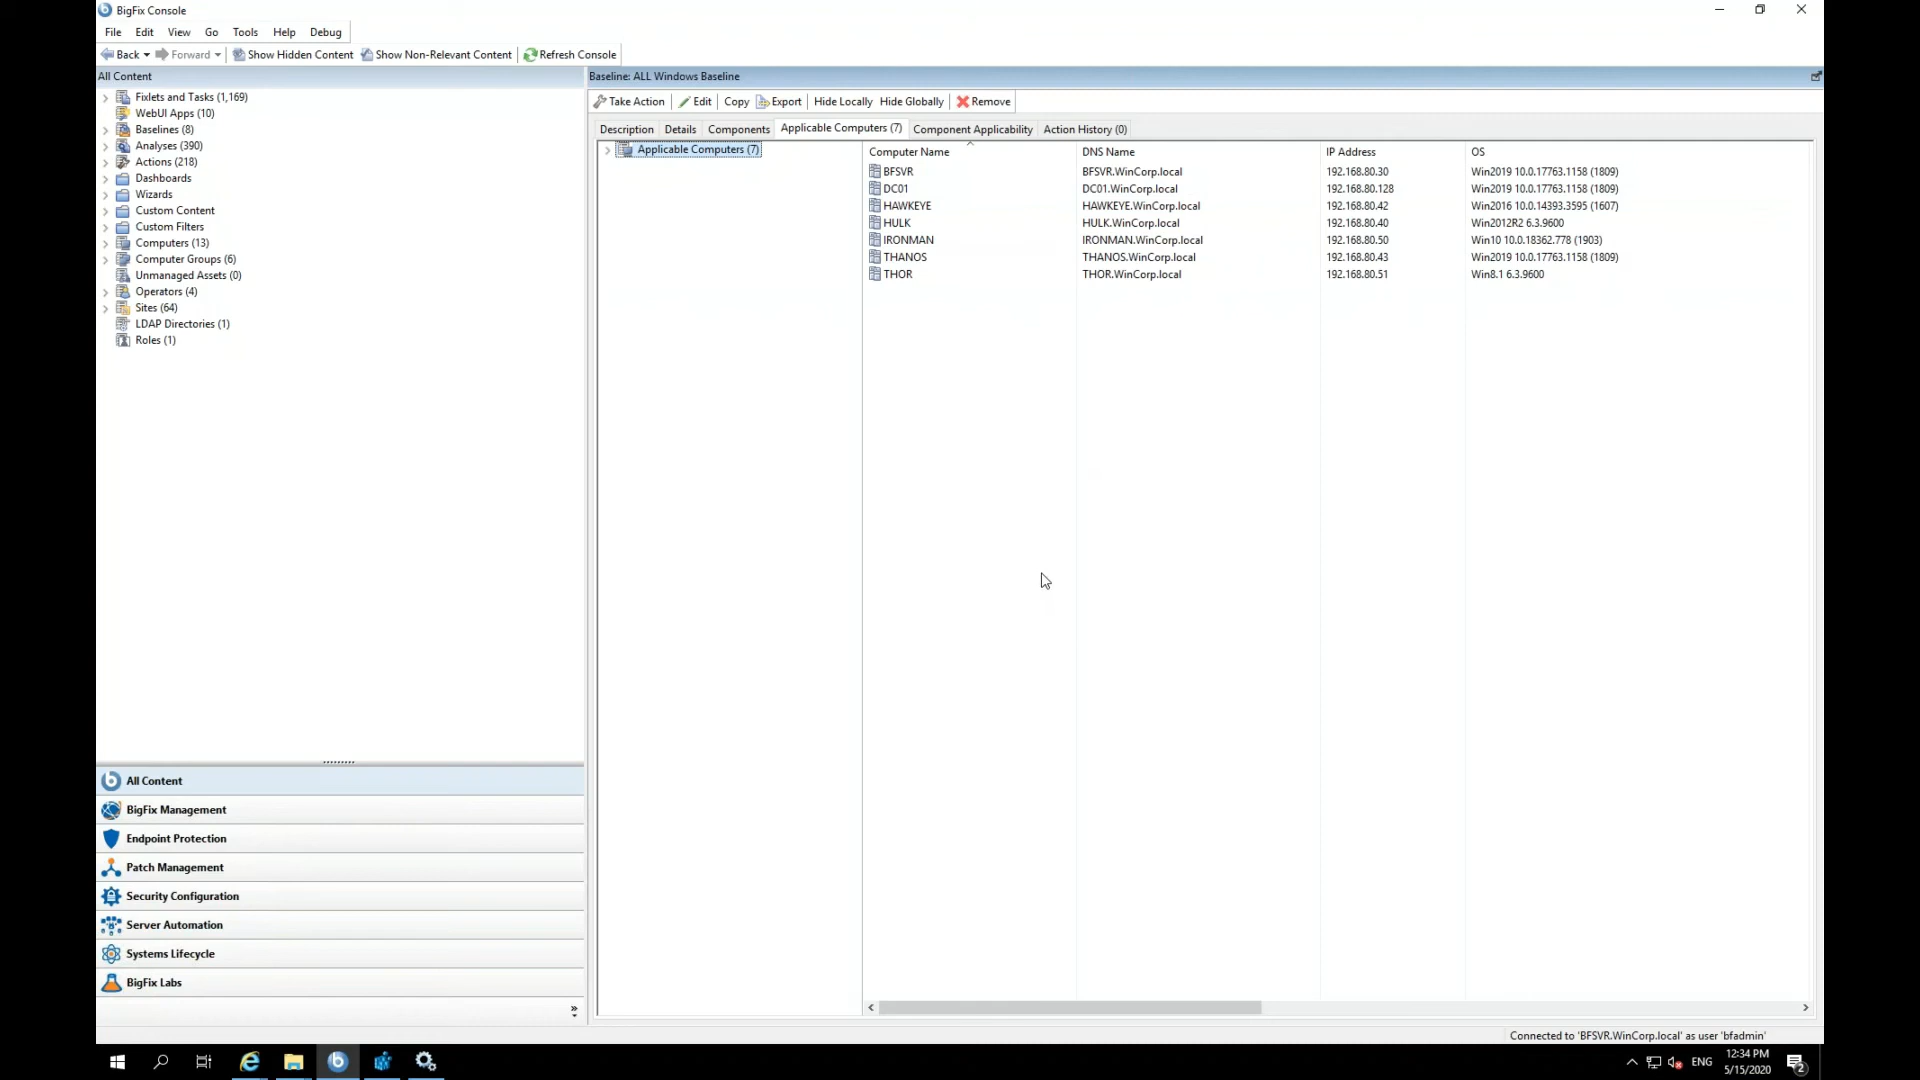 BigFix Console
File Edit View Go Tools Help Debug
Back Forward Show Hidden Content Show Non-Relevant Content Refresh Console
All Content
Fixlets and Tasks (1,169)
WebUI Apps (10)
Baselines (8)
Analyses (390)
Actions (218)
Dashboards
Wizards
Custom Content
Custom Filters
Computers (13)
Computer Groups (6)
Unmanaged Assets (0)
Operators (4)
Sites (64)
LDAP Directories (1)
Roles (1)
All Content
BigFix Management
Endpoint Protection
Patch Management
Security Configuration
Server Automation
Systems Lifecycle
BigFix Labs
Baseline: ALL Windows Baseline
Take Action Edit Copy Export Hide Locally Hide Globally Remove
Description Details Components Applicable Computers (7) Component Applicability Action History (0)
Applicable Computers (7)
Computer Name DNS Name IP Address OS
BFSVR BFSVR.WinCorp.local 192.168.80.30 Win2019 10.0.17763.1158 (1809)
DC01 DC01.WinCorp.local 192.168.80.128 Win2019 10.0.17763.1158 (1809)
HAWKEYE HAWKEYE.WinCorp.local 192.168.80.42 Win2016 10.0.14393.3595 (1607)
HULK HULK.WinCorp.local 192.168.80.40 Win2012R2 6.3.9600
IRONMAN IRONMAN.WinCorp.local 192.168.80.50 Win10 10.0.18362.778 (1903)
THANOS THANOS.WinCorp.local 192.168.80.43 Win2019 10.0.17763.1158 (1809)
THOR THOR.WinCorp.local 192.168.80.51 Win8.1 6.3.9600
Connected to 'BFSVR.WinCorp.local' as user 'bfadmin'
ENG
12:34 PM
5/15/2020
2